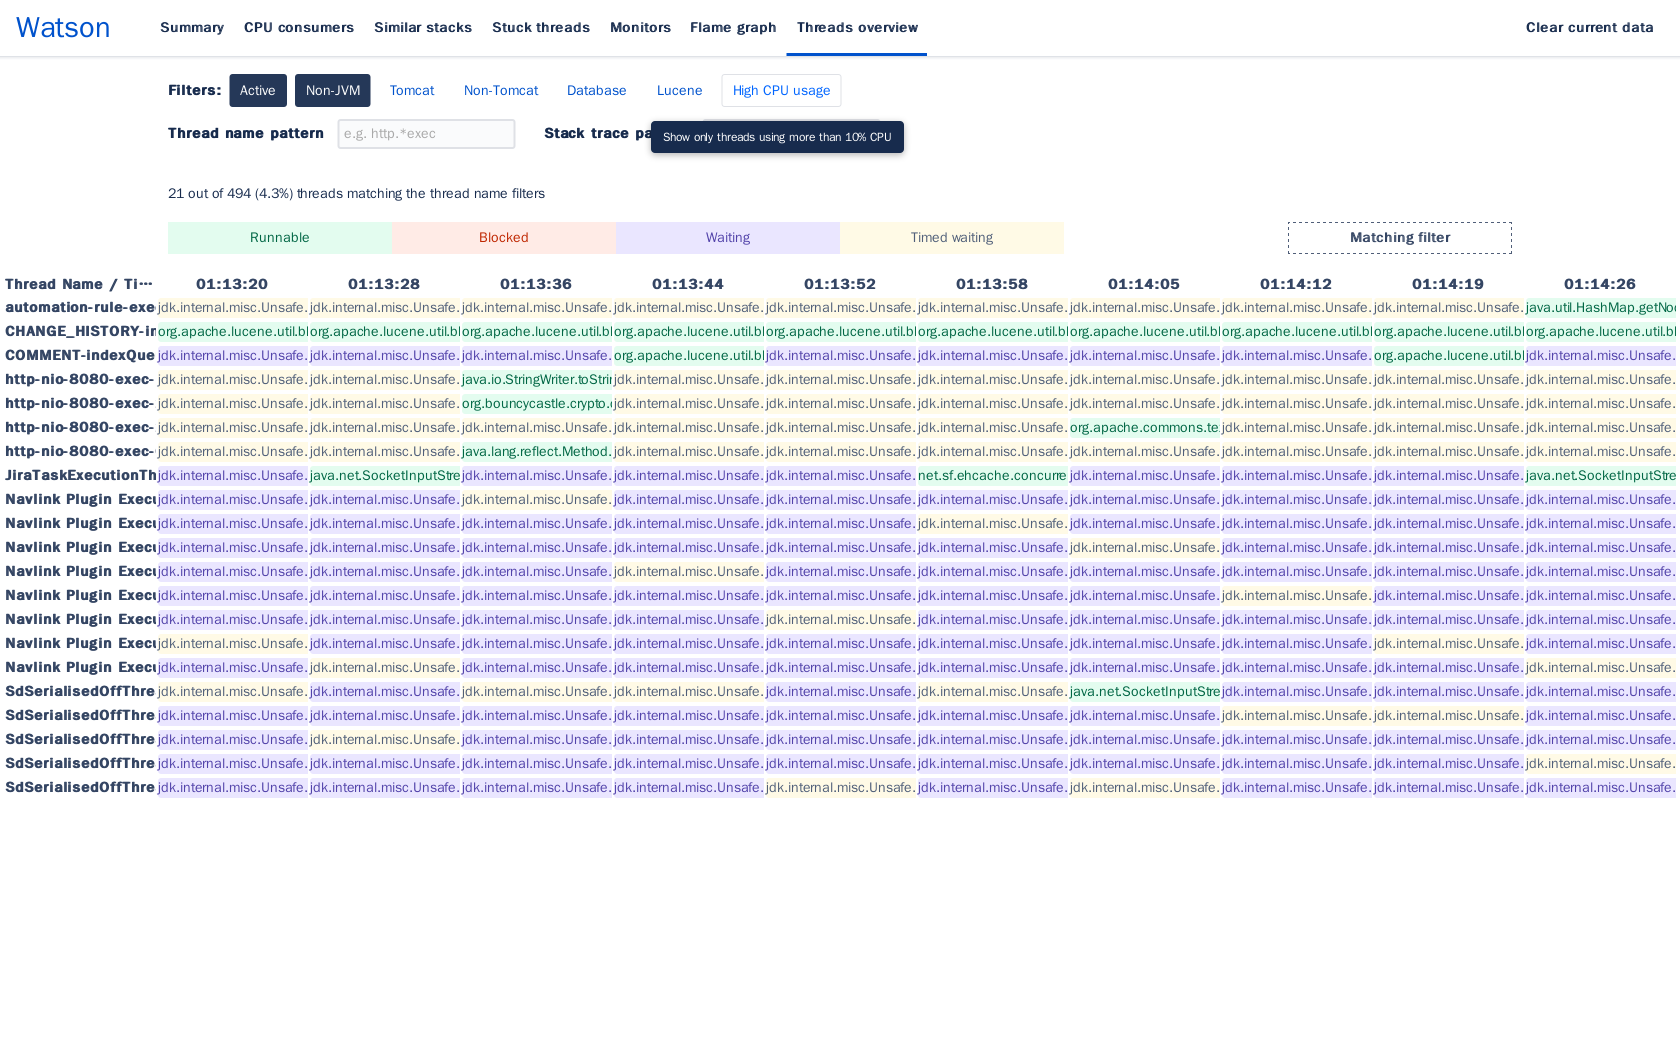 Watson Summary CPU consumers Similar stacks Stuck threads Monitors Flame graph Threads overview Clear current data
Filters: Active Non-JVM Tomcat Non-Tomcat Database Lucene High CPU usage
Thread name pattern e.g. http.*exec Stack trace pa
Show only threads using more than 10% CPU
21 out of 494 (4.3%) threads matching the thread name filters
Runnable Blocked Waiting Timed waiting Matching filter
Thread Name / Ti··· 01:13:20 01:13:28 01:13:36 01:13:44 01:13:52 01:13:58 01:14:05 01:14:12 01:14:19 01:14:26
automation-rule-exe jdk.internal.misc.Unsafe. jdk.internal.misc.Unsafe. jdk.internal.misc.Unsafe. jdk.internal.misc.Unsafe. jdk.internal.misc.Unsafe. jdk.internal.misc.Unsafe. jdk.internal.misc.Unsafe. jdk.internal.misc.Unsafe. jdk.internal.misc.Unsafe. java.util.HashMap.getNo
CHANGE_HISTORY-in org.apache.lucene.util.bl org.apache.lucene.util.bl org.apache.lucene.util.bl org.apache.lucene.util.bl org.apache.lucene.util.bl org.apache.lucene.util.bl org.apache.lucene.util.bl org.apache.lucene.util.bl org.apache.lucene.util.bl org.apache.lucene.util.bl
COMMENT-indexQue jdk.internal.misc.Unsafe. jdk.internal.misc.Unsafe. jdk.internal.misc.Unsafe. org.apache.lucene.util.bl jdk.internal.misc.Unsafe. jdk.internal.misc.Unsafe. jdk.internal.misc.Unsafe. jdk.internal.misc.Unsafe. org.apache.lucene.util.bl jdk.internal.misc.Unsafe.
http-nio-8080-exec- jdk.internal.misc.Unsafe. jdk.internal.misc.Unsafe. java.io.StringWriter.toStrin jdk.internal.misc.Unsafe. jdk.internal.misc.Unsafe. jdk.internal.misc.Unsafe. jdk.internal.misc.Unsafe. jdk.internal.misc.Unsafe. jdk.internal.misc.Unsafe. jdk.internal.misc.Unsafe.
http-nio-8080-exec- jdk.internal.misc.Unsafe. jdk.internal.misc.Unsafe. org.bouncycastle.crypto. jdk.internal.misc.Unsafe. jdk.internal.misc.Unsafe. jdk.internal.misc.Unsafe. jdk.internal.misc.Unsafe. jdk.internal.misc.Unsafe. jdk.internal.misc.Unsafe. jdk.internal.misc.Unsafe.
http-nio-8080-exec- jdk.internal.misc.Unsafe. jdk.internal.misc.Unsafe. jdk.internal.misc.Unsafe. jdk.internal.misc.Unsafe. jdk.internal.misc.Unsafe. jdk.internal.misc.Unsafe. org.apache.commons.te jdk.internal.misc.Unsafe. jdk.internal.misc.Unsafe. jdk.internal.misc.Unsafe.
http-nio-8080-exec- jdk.internal.misc.Unsafe. jdk.internal.misc.Unsafe. java.lang.reflect.Method. jdk.internal.misc.Unsafe. jdk.internal.misc.Unsafe. jdk.internal.misc.Unsafe. jdk.internal.misc.Unsafe. jdk.internal.misc.Unsafe. jdk.internal.misc.Unsafe. jdk.internal.misc.Unsafe.
JiraTaskExecutionTh jdk.internal.misc.Unsafe. java.net.SocketInputStre jdk.internal.misc.Unsafe. jdk.internal.misc.Unsafe. jdk.internal.misc.Unsafe. net.sf.ehcache.concurre jdk.internal.misc.Unsafe. jdk.internal.misc.Unsafe. jdk.internal.misc.Unsafe. java.net.SocketInputStre
Navlink Plugin Execu jdk.internal.misc.Unsafe. jdk.internal.misc.Unsafe. jdk.internal.misc.Unsafe. jdk.internal.misc.Unsafe. jdk.internal.misc.Unsafe. jdk.internal.misc.Unsafe. jdk.internal.misc.Unsafe. jdk.internal.misc.Unsafe. jdk.internal.misc.Unsafe. jdk.internal.misc.Unsafe.
Navlink Plugin Execu jdk.internal.misc.Unsafe. jdk.internal.misc.Unsafe. jdk.internal.misc.Unsafe. jdk.internal.misc.Unsafe. jdk.internal.misc.Unsafe. jdk.internal.misc.Unsafe. jdk.internal.misc.Unsafe. jdk.internal.misc.Unsafe. jdk.internal.misc.Unsafe. jdk.internal.misc.Unsafe.
Navlink Plugin Execu jdk.internal.misc.Unsafe. jdk.internal.misc.Unsafe. jdk.internal.misc.Unsafe. jdk.internal.misc.Unsafe. jdk.internal.misc.Unsafe. jdk.internal.misc.Unsafe. jdk.internal.misc.Unsafe. jdk.internal.misc.Unsafe. jdk.internal.misc.Unsafe. jdk.internal.misc.Unsafe.
Navlink Plugin Execu jdk.internal.misc.Unsafe. jdk.internal.misc.Unsafe. jdk.internal.misc.Unsafe. jdk.internal.misc.Unsafe. jdk.internal.misc.Unsafe. jdk.internal.misc.Unsafe. jdk.internal.misc.Unsafe. jdk.internal.misc.Unsafe. jdk.internal.misc.Unsafe. jdk.internal.misc.Unsafe.
Navlink Plugin Execu jdk.internal.misc.Unsafe. jdk.internal.misc.Unsafe. jdk.internal.misc.Unsafe. jdk.internal.misc.Unsafe. jdk.internal.misc.Unsafe. jdk.internal.misc.Unsafe. jdk.internal.misc.Unsafe. jdk.internal.misc.Unsafe. jdk.internal.misc.Unsafe. jdk.internal.misc.Unsafe.
Navlink Plugin Execu jdk.internal.misc.Unsafe. jdk.internal.misc.Unsafe. jdk.internal.misc.Unsafe. jdk.internal.misc.Unsafe. jdk.internal.misc.Unsafe. jdk.internal.misc.Unsafe. jdk.internal.misc.Unsafe. jdk.internal.misc.Unsafe. jdk.internal.misc.Unsafe. jdk.internal.misc.Unsafe.
Navlink Plugin Execu jdk.internal.misc.Unsafe. jdk.internal.misc.Unsafe. jdk.internal.misc.Unsafe. jdk.internal.misc.Unsafe. jdk.internal.misc.Unsafe. jdk.internal.misc.Unsafe. jdk.internal.misc.Unsafe. jdk.internal.misc.Unsafe. jdk.internal.misc.Unsafe. jdk.internal.misc.Unsafe.
Navlink Plugin Execu jdk.internal.misc.Unsafe. jdk.internal.misc.Unsafe. jdk.internal.misc.Unsafe. jdk.internal.misc.Unsafe. jdk.internal.misc.Unsafe. jdk.internal.misc.Unsafe. jdk.internal.misc.Unsafe. jdk.internal.misc.Unsafe. jdk.internal.misc.Unsafe. jdk.internal.misc.Unsafe.
SdSerialisedOffThre jdk.internal.misc.Unsafe. jdk.internal.misc.Unsafe. jdk.internal.misc.Unsafe. jdk.internal.misc.Unsafe. jdk.internal.misc.Unsafe. jdk.internal.misc.Unsafe. java.net.SocketInputStre jdk.internal.misc.Unsafe. jdk.internal.misc.Unsafe. jdk.internal.misc.Unsafe.
SdSerialisedOffThre jdk.internal.misc.Unsafe. jdk.internal.misc.Unsafe. jdk.internal.misc.Unsafe. jdk.internal.misc.Unsafe. jdk.internal.misc.Unsafe. jdk.internal.misc.Unsafe. jdk.internal.misc.Unsafe. jdk.internal.misc.Unsafe. jdk.internal.misc.Unsafe. jdk.internal.misc.Unsafe.
SdSerialisedOffThre jdk.internal.misc.Unsafe. jdk.internal.misc.Unsafe. jdk.internal.misc.Unsafe. jdk.internal.misc.Unsafe. jdk.internal.misc.Unsafe. jdk.internal.misc.Unsafe. jdk.internal.misc.Unsafe. jdk.internal.misc.Unsafe. jdk.internal.misc.Unsafe. jdk.internal.misc.Unsafe.
SdSerialisedOffThre jdk.internal.misc.Unsafe. jdk.internal.misc.Unsafe. jdk.internal.misc.Unsafe. jdk.internal.misc.Unsafe. jdk.internal.misc.Unsafe. jdk.internal.misc.Unsafe. jdk.internal.misc.Unsafe. jdk.internal.misc.Unsafe. jdk.internal.misc.Unsafe. jdk.internal.misc.Unsafe.
SdSerialisedOffThre jdk.internal.misc.Unsafe. jdk.internal.misc.Unsafe. jdk.internal.misc.Unsafe. jdk.internal.misc.Unsafe. jdk.internal.misc.Unsafe. jdk.internal.misc.Unsafe. jdk.internal.misc.Unsafe. jdk.internal.misc.Unsafe. jdk.internal.misc.Unsafe. jdk.internal.misc.Unsafe.